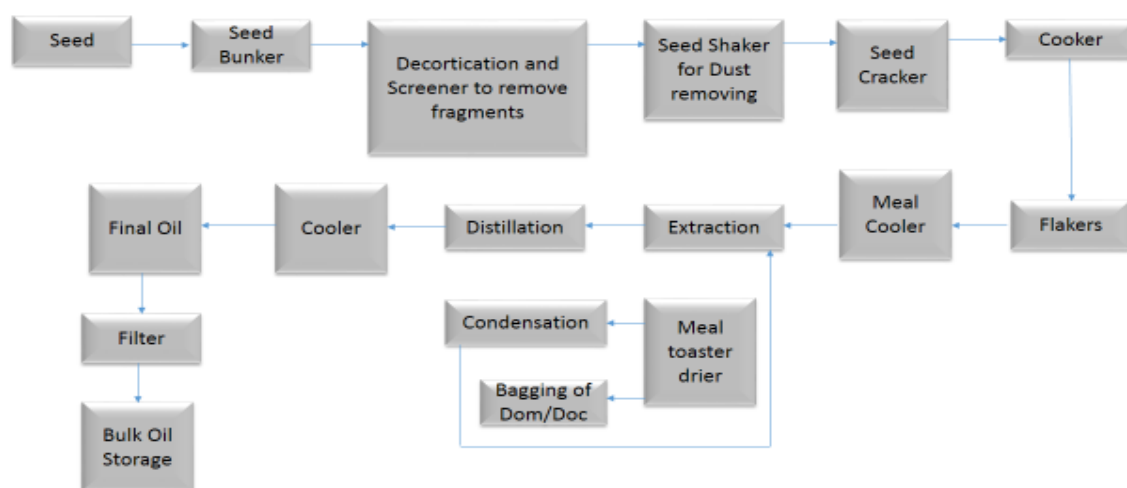 Seed
Seed
Bunker
Decortication and
Screener to remove
fragments
Seed Shaker
for Dust
removing
Seed
Cracker
Cooker
Final Oil
Cooler
Distillation
Extraction
Meal
Cooler
Flakers
Filter
Condensation
Meal
toaster
drier
Bagging of
Dom/Doc
Bulk Oil
Storage